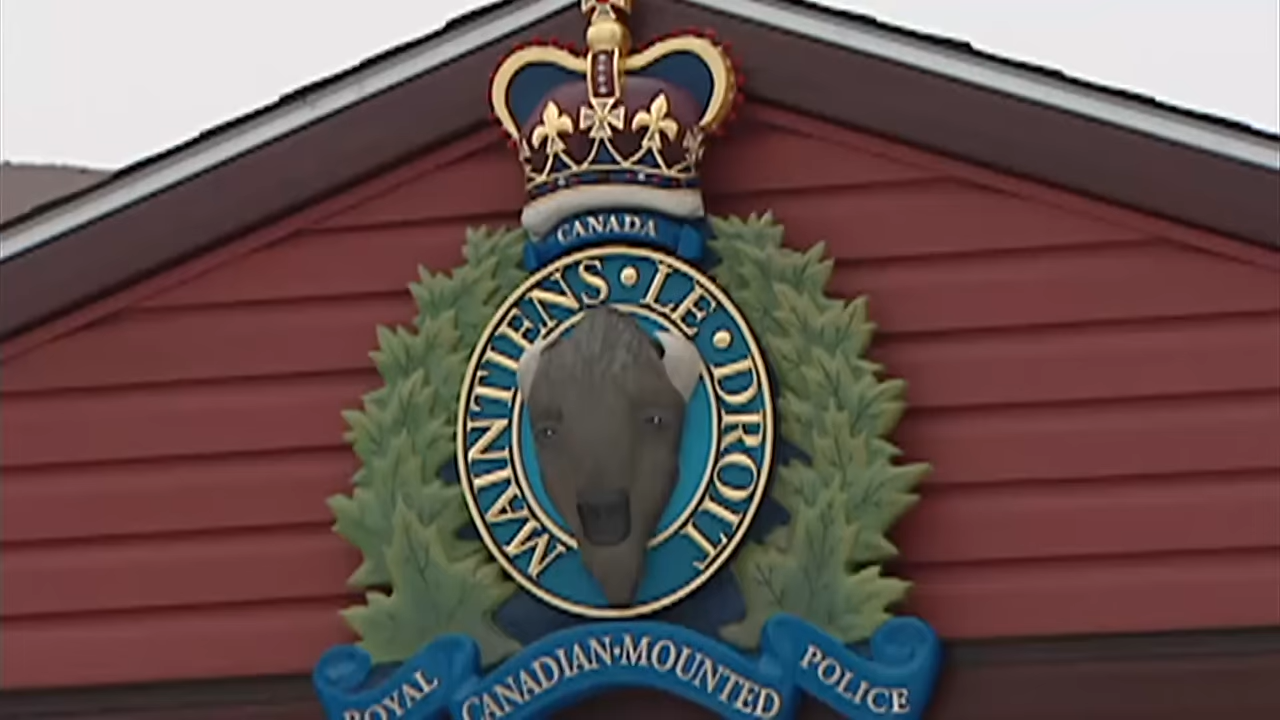 CANADA
MAINTIENS • LE • DROIT
ROYAL CANADIAN•MOUNTED POLICE